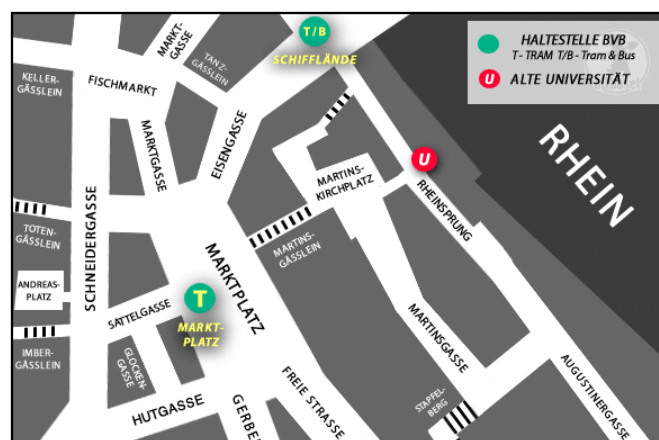 T/B
SCHIFFLÄNDE
HALTESTELLE BVB
T - TRAM T/B - Tram & Bus
U
ALTE UNIVERSITÄT
MARKT-
GASSE
TANZ-
GÄSSLEIN
KELLER-
GÄSSLEIN
FISCHMARKT
MARKTGASSE
EISENGASSE
RHEIN
U
MARTINS-
KIRCHPLATZ
RHEINSPRUNG
TOTEN-
GÄSSLEIN
SCHNEIDERGASSE
MARKTPLATZ
MARTINS-
GÄSSLEIN
ANDREAS-
PLATZ
SATTELGASSE
T
MARKT-
PLATZ
IMBER-
GÄSSLEIN
GLOCKEN-
GASSE
HUTGASSE
GERBE
FREIE STRASSE
MARTINSGASSE
STAPFEL-
BERG
AUGUSTINERGASSE